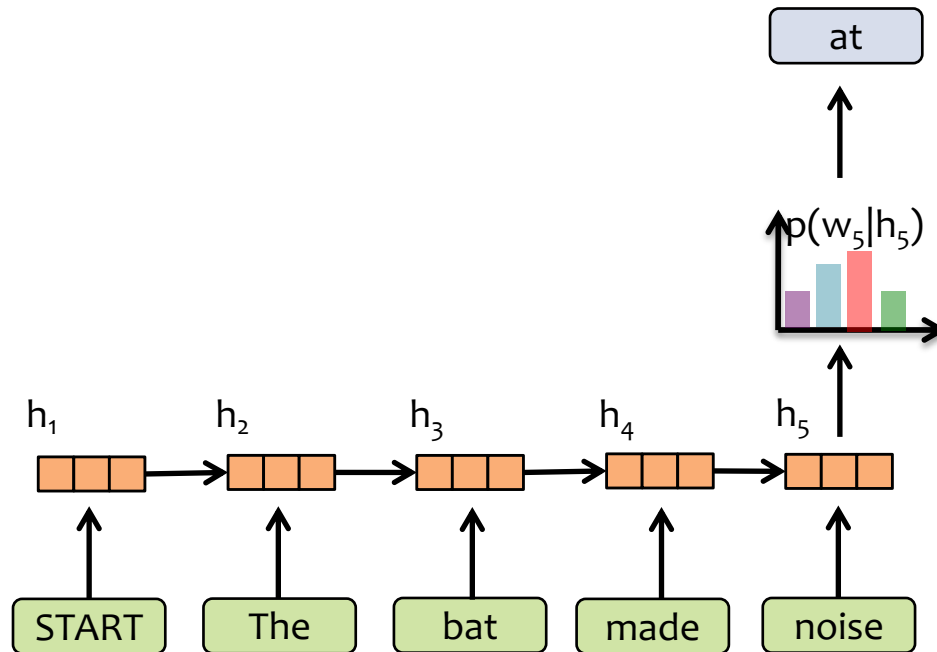 at
p(w₅|h₅)
h₁ h₂ h₃ h₄ h₅
START The bat made noise